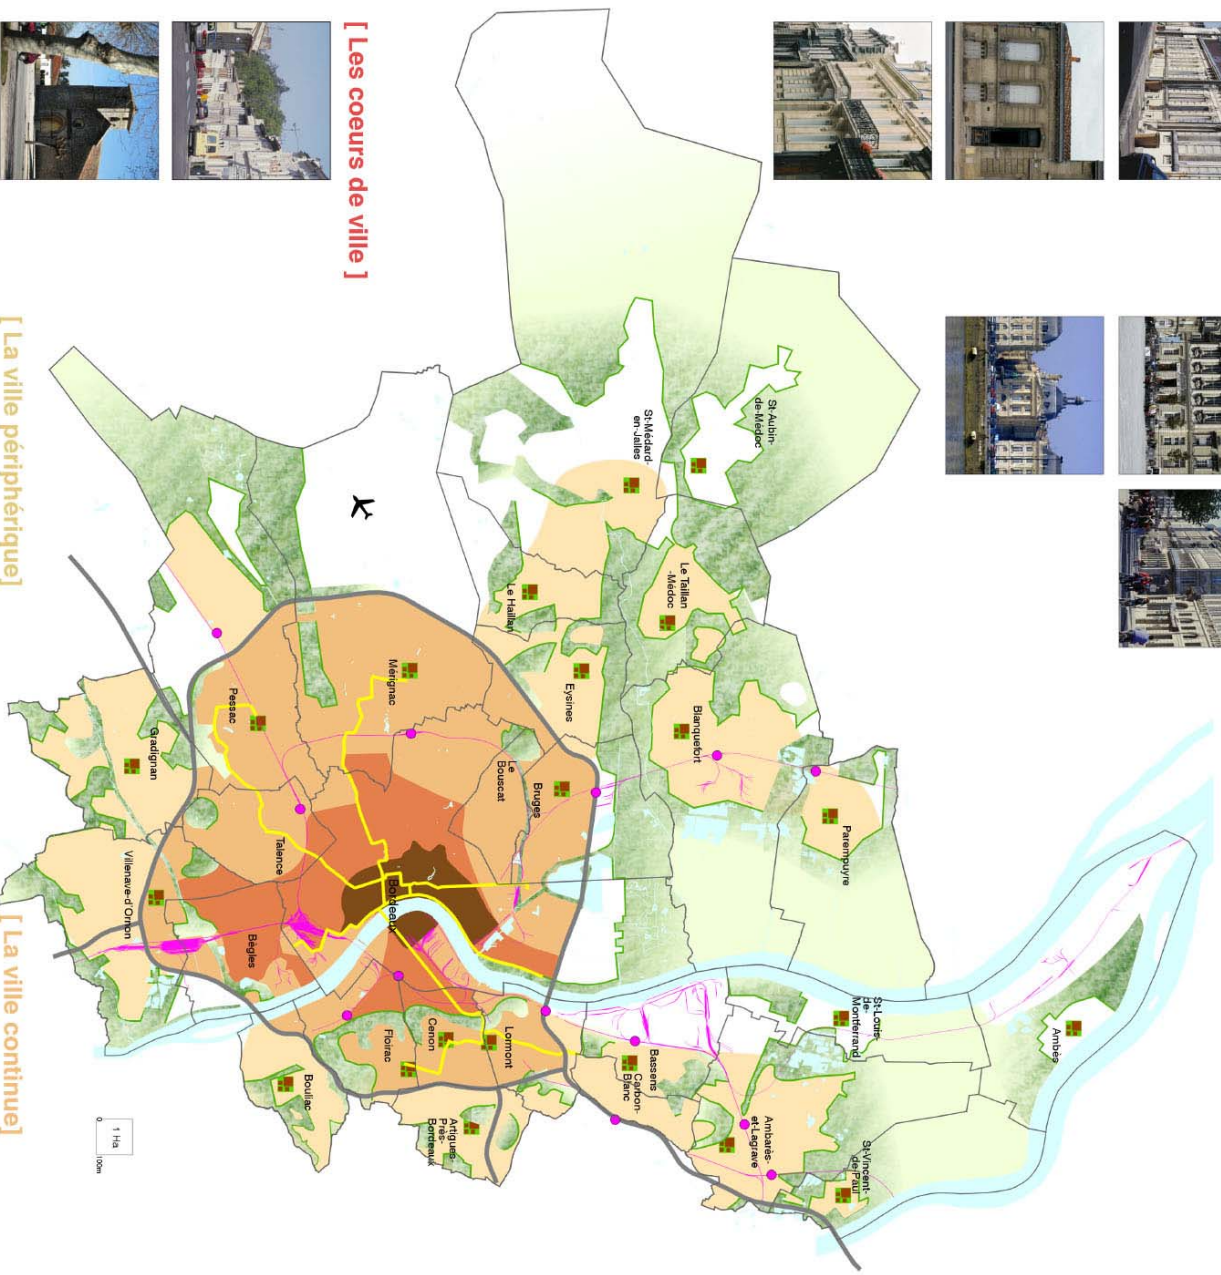 [ Les coeurs de ville ]
[ La ville périphérique]
[ La ville continue]
St-Aubin-
de-Médoc
St-Médard-
en-Jalles
Le Taillan
-Médoc
Le Haillan
Eysines
Blanquefort
Parempuyre
Mérignac
Pessac
Le
Bouscat
Bruges
Gradignan
Talence
Villenave-d'Ornon
Bègles
Bordeaux
St-Louis-
de-
Montferrand
Ambès
Bassens
Carbon-
Blanc
Lormont
Cenon
Floirac
Bouliac
Artigues-
Près-
Bordeaux
Ambarès-
et-Lagrave
St-Vincent-
de-Paul
1 Ha
0
100m